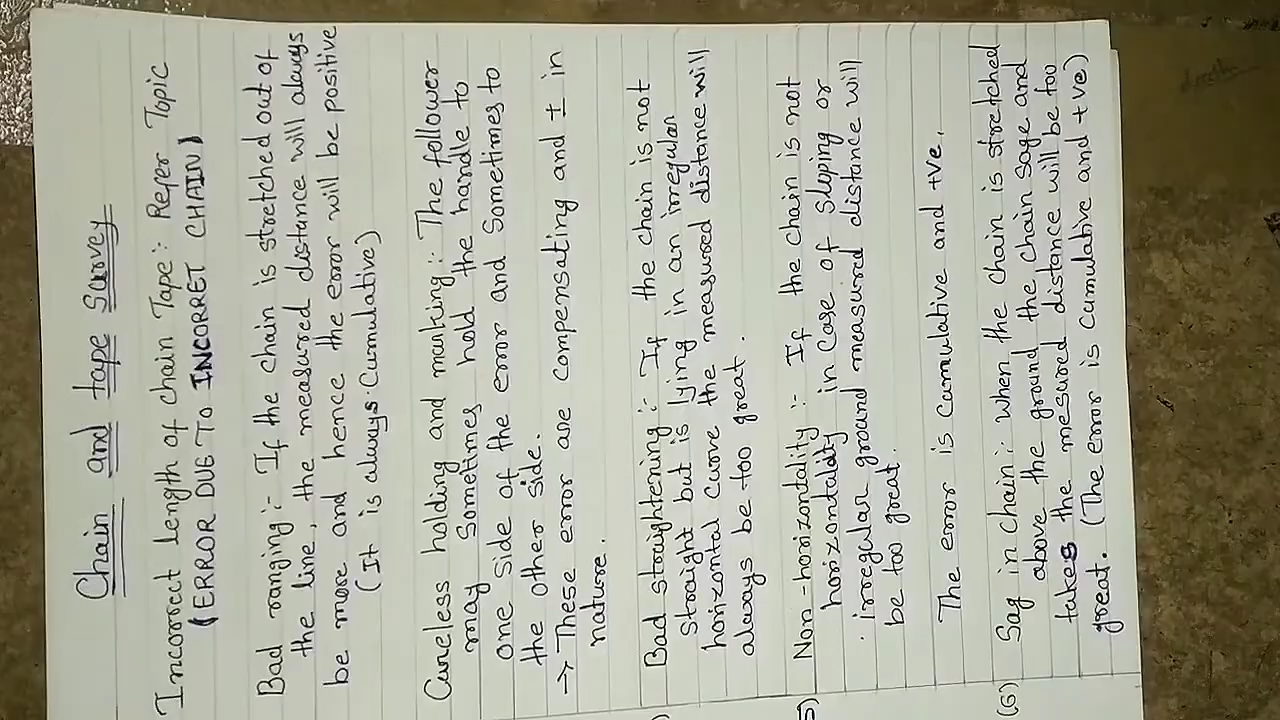 Chain and tape Survey
Incorrect length of chain Tape:- Refer Topic
(ERROR DUE TO INCORRET CHAIN)
Bad ranging:- If the chain is stretched out of
the line, the measured distance will always
be more and hence the error will be positive
(It is always cumulative)
Careless holding and marking:- The follower
may sometimes hold the handle to
one side of the error and sometimes to
the other side.
→ These error are compensating and ± in
nature.
Bad straightening:- If the chain is not
straight but is lying in an irregular
horizontal curve the measured distance will
always be too great.
5) Non-horizontality:- If the chain is not
horizontality in case of sloping or
irregular ground measured distance will
be too great.
The error is cumulative and +ve.
(6) Sag in chain:- when the chain is stretched
above the ground the chain sage and
takes the mesured distance will be too
great. (The error is cumulative and +ve)